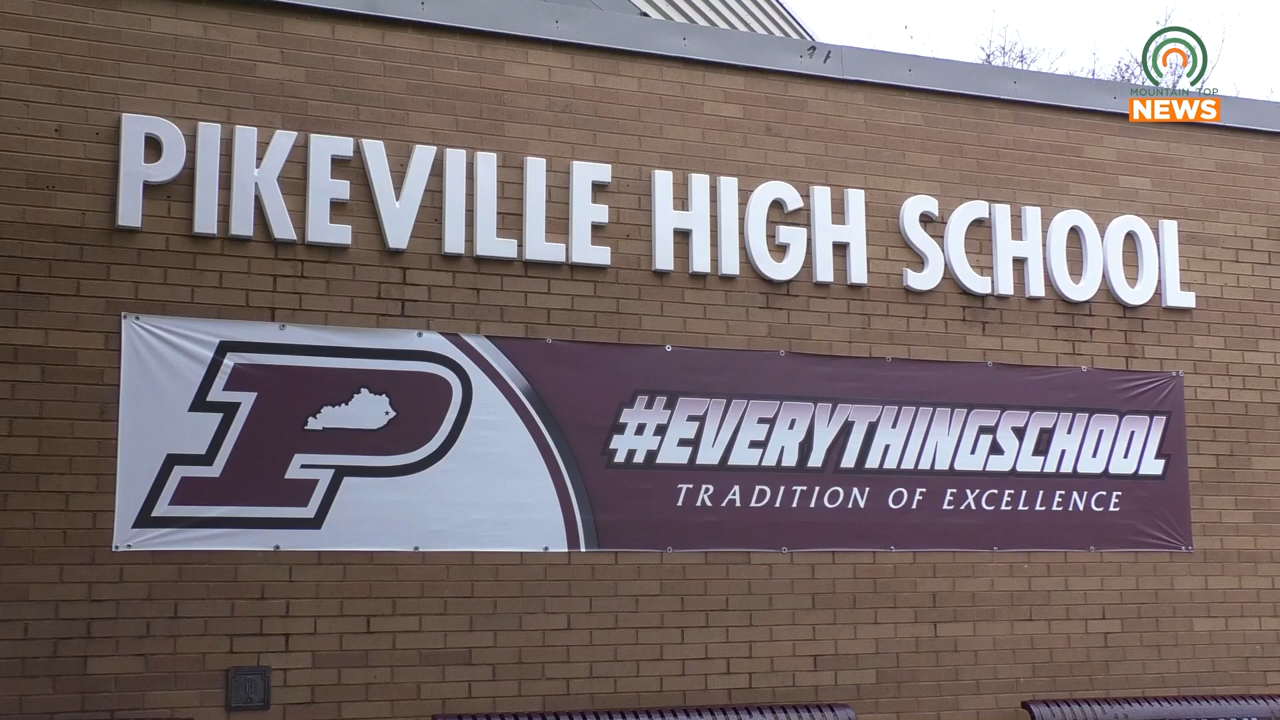 MOUNTAIN TOP
NEWS
PIKEVILLE HIGH SCHOOL
P
#EVERYTHINGSCHOOL
TRADITION OF EXCELLENCE